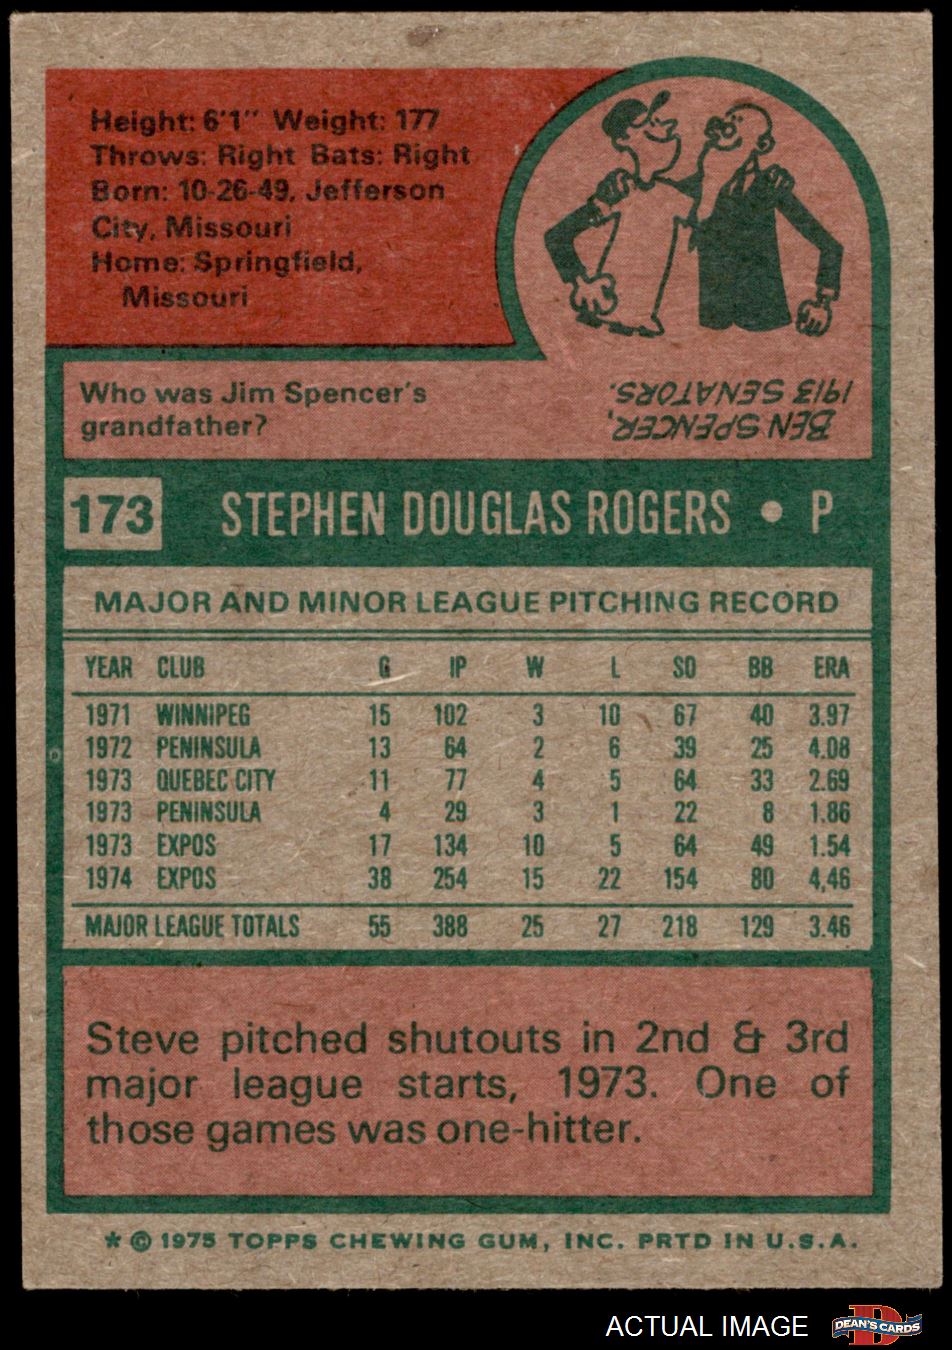 Height: 6'1" Weight: 177
Throws: Right Bats: Right
Born: 10-26-49, Jefferson
City, Missouri
Home: Springfield,
Missouri
Who was Jim Spencer's
grandfather?
BEN SPENCER,
1913 SENATORS.
173 STEPHEN DOUGLAS ROGERS • P
MAJOR AND MINOR LEAGUE PITCHING RECORD
YEAR CLUB G IP W L SO BB ERA
1971 WINNIPEG 15 102 3 10 67 40 3.97
1972 PENINSULA 13 64 2 6 39 25 4.08
1973 QUEBEC CITY 11 77 4 5 64 33 2.69
1973 PENINSULA 4 29 3 1 22 8 1.86
1973 EXPOS 17 134 10 5 64 49 1.54
1974 EXPOS 38 254 15 22 154 80 4,46
MAJOR LEAGUE TOTALS 55 388 25 27 218 129 3.46
Steve pitched shutouts in 2nd & 3rd
major league starts, 1973. One of
those games was one-hitter.
* © 1975 TOPPS CHEWING GUM, INC. PRTD IN U.S.A.
ACTUAL IMAGE D DEAN'S CARDS